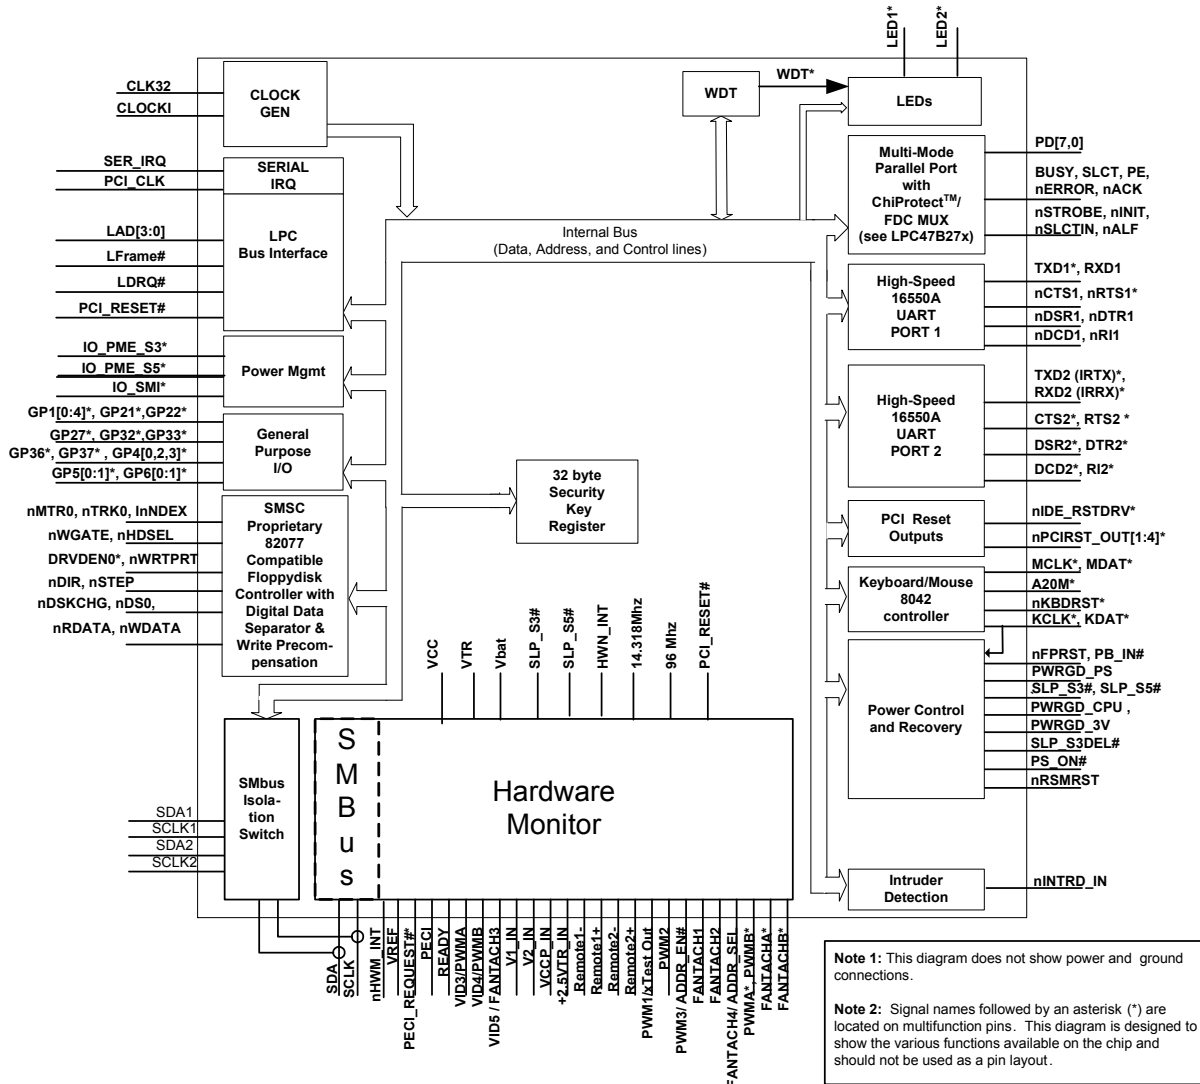 LED1*
LED2*
CLK32
CLOCKI
CLOCK
GEN
WDT
WDT*
LEDs
SER_IRQ
PCI_CLK
SERIAL
IRQ
LAD[3:0]
LFrame#
LDRQ#
PCI_RESET#
LPC
Bus Interface
Internal Bus
(Data, Address, and Control lines)
Multi-Mode
Parallel Port
with
ChiProtect™/
FDC MUX
(see LPC47B27x)
PD[7,0]
BUSY, SLCT, PE,
nERROR, nACK
nSTROBE, nINIT,
nSLCTIN, nALF
High-Speed
16550A
UART
PORT 1
TXD1*, RXD1
nCTS1, nRTS1*
nDSR1, nDTR1
nDCD1, nRI1
IO_PME_S3*
IO_PME_S5*
IO_SMI*
Power Mgmt
High-Speed
16550A
UART
PORT 2
TXD2 (IRTX)*,
RXD2 (IRRX)*
CTS2*, RTS2 *
DSR2*, DTR2*
DCD2*, RI2*
GP1[0:4]*, GP21*,GP22*
GP27*, GP32*,GP33*
GP36*, GP37* , GP4[0,2,3]*
GP5[0:1]*, GP6[0:1]*
General
Purpose
I/O
32 byte
Security
Key
Register
nMTR0, nTRK0, InNDEX
nWGATE, nHDSEL
DRVDEN0*, nWRTPRT
nDIR, nSTEP
nDSKCHG, nDS0,
nRDATA, nWDATA
SMSC
Proprietary
82077
Compatible
Floppydisk
Controller with
Digital Data
Separator &
Write Precom-
pensation
PCI Reset
Outputs
nIDE_RSTDRV*
nPCIRST_OUT[1:4]*
Keyboard/Mouse
8042
controller
MCLK*, MDAT*
A20M*
nKBDRST*
KCLK*, KDAT*
Power Control
and Recovery
nFPRST, PB_IN#
PWRGD_PS
SLP_S3#, SLP_S5#
PWRGD_CPU ,
PWRGD_3V
SLP_S3DEL#
PS_ON#
nRSMRST
VCC
VTR
Vbat
SLP_S3#
SLP_S5#
HWN_INT
14.318Mhz
96 Mhz
PCI_RESET#
SMbus
Isola-
tion
Switch
SDA1
SCLK1
SDA2
SCLK2
S
M
B
u
s
Hardware
Monitor
Intruder
Detection
nINTRD_IN
SDA
SCLK
nHWM_INT
VREF
PECI_REQUEST#*
PECI
READY
VID3/PWMA
VID4/PWMB
VID5 / FANTACH3
V1_IN
V2_IN
VCCP_IN
+2.5VTR_IN
Remote1-
Remote1+
Remote2-
Remote2+
PWM1/xTest Out
PWM2
PWM3/ ADDR_EN#
FANTACH1
FANTACH2
FANTACH4/ ADDR_SEL
PWMA*, PWMB*
FANTACHA*
FANTACHB*
Note 1: This diagram does not show power and ground
connections.
Note 2: Signal names followed by an asterisk (*) are
located on multifunction pins. This diagram is designed to
show the various functions available on the chip and
should not be used as a pin layout.